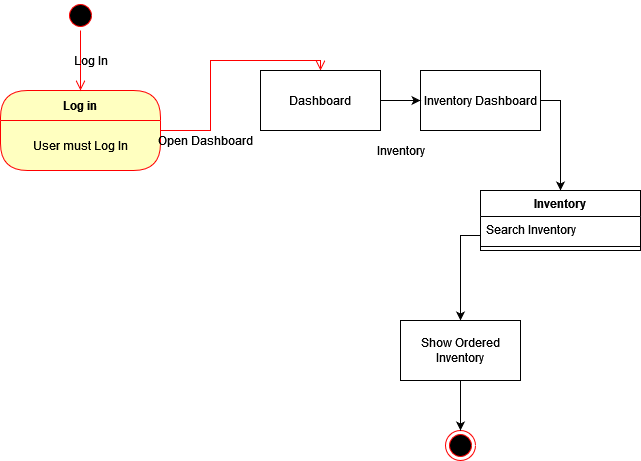 Log In
Log in
User must Log In
Open Dashboard
Dashboard
Inventory Dashboard
Inventory
Inventory
Search Inventory
Show Ordered
Inventory